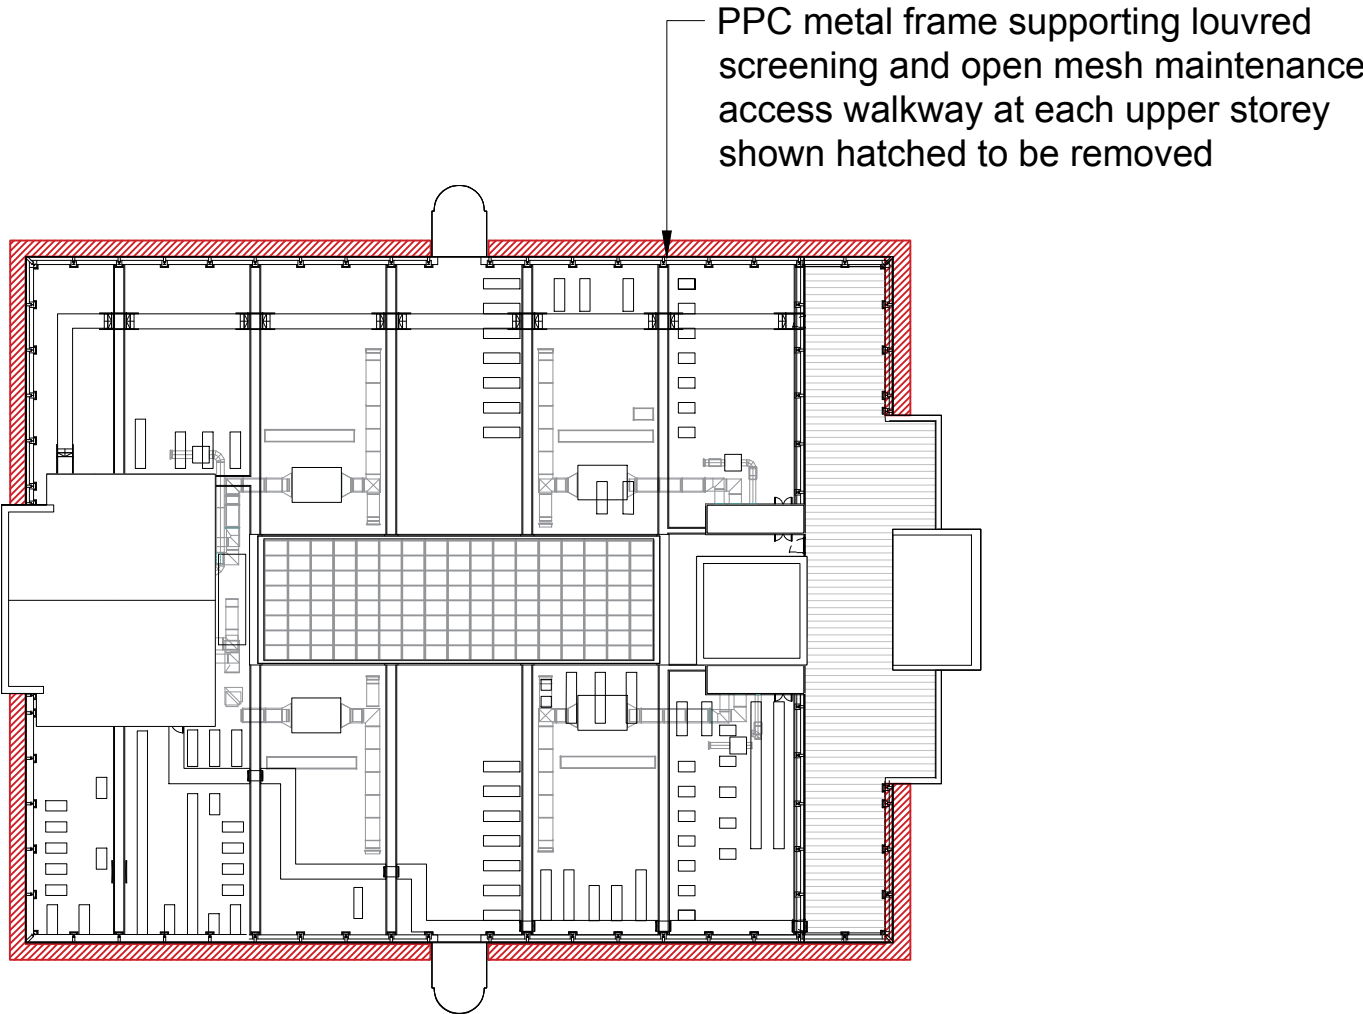 PPC metal frame supporting louvred
screening and open mesh maintenance
access walkway at each upper storey
shown hatched to be removed